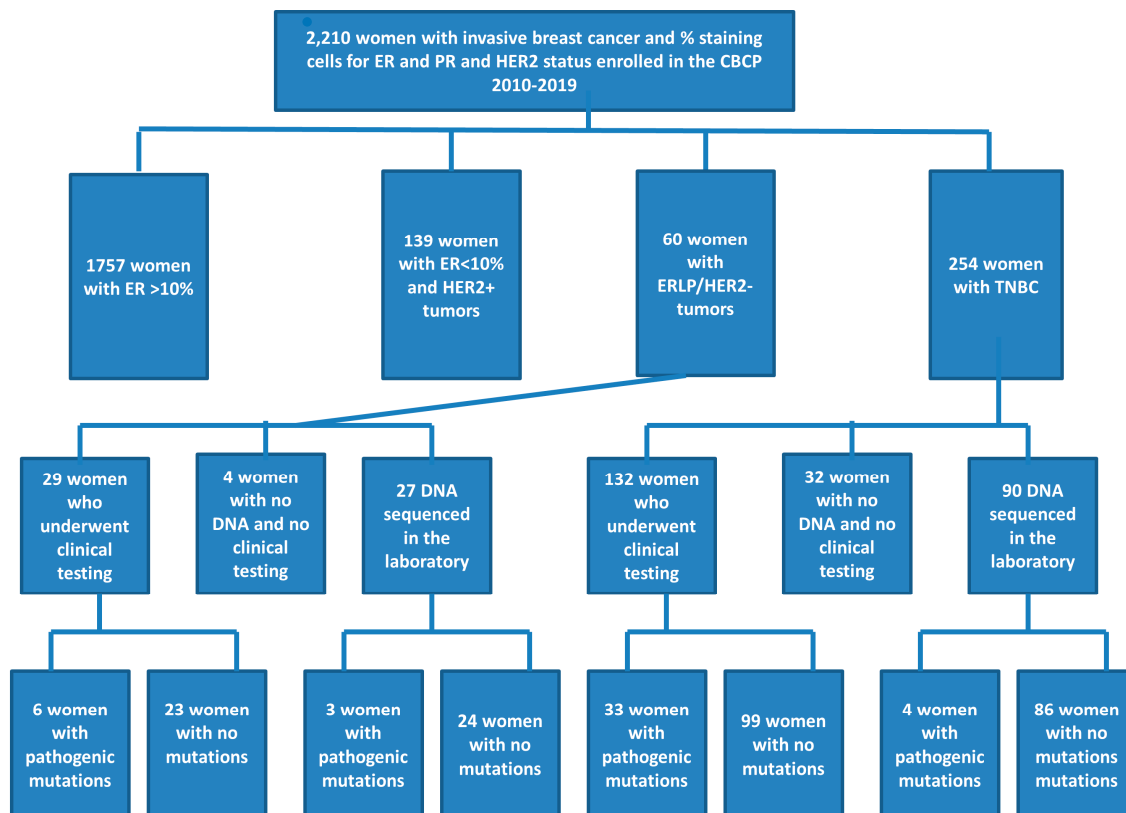 2,210 women with invasive breast cancer and % staining
cells for ER and PR and HER2 status enrolled in the CBCP
2010-2019
1757 women
with ER >10%
139 women
with ER<10%
and HER2+
tumors
60 women
with
ERLP/HER2-
tumors
254 women
with TNBC
29 women
who
underwent
clinical
testing
4 women
with no
DNA and no
clinical
testing
27 DNA
sequenced
in the
laboratory
132 women
who
underwent
clinical
testing
32 women
with no
DNA and no
clinical
testing
90 DNA
sequenced
in the
laboratory
6 women
with
pathogenic
mutations
23 women
with no
mutations
3 women
with
pathogenic
mutations
24 women
with no
mutations
33 women
with
pathogenic
mutations
99 women
with no
mutations
4 women
with
pathogenic
mutations
86 women
with no
mutations
mutations